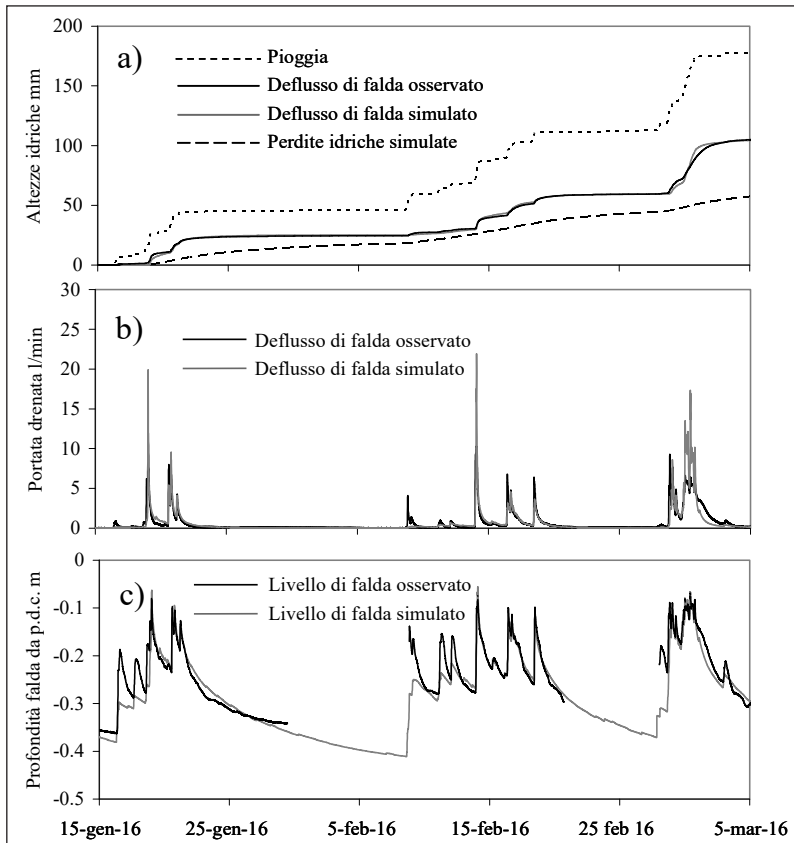 a)
Altezze idriche mm
200
150
100
50
0
Pioggia
Deflusso di falda osservato
Deflusso di falda simulato
Perdite idriche simulate
b)
Portata drenata l/min
30
25
20
15
10
5
0
Deflusso di falda osservato
Deflusso di falda simulato
c)
Profondità falda da p.d.c. m
0
-0.1
-0.2
-0.3
-0.4
-0.5
Livello di falda osservato
Livello di falda simulato
15-gen-16 25-gen-16 5-feb-16 15-feb-16 25 feb 16 5-mar-16